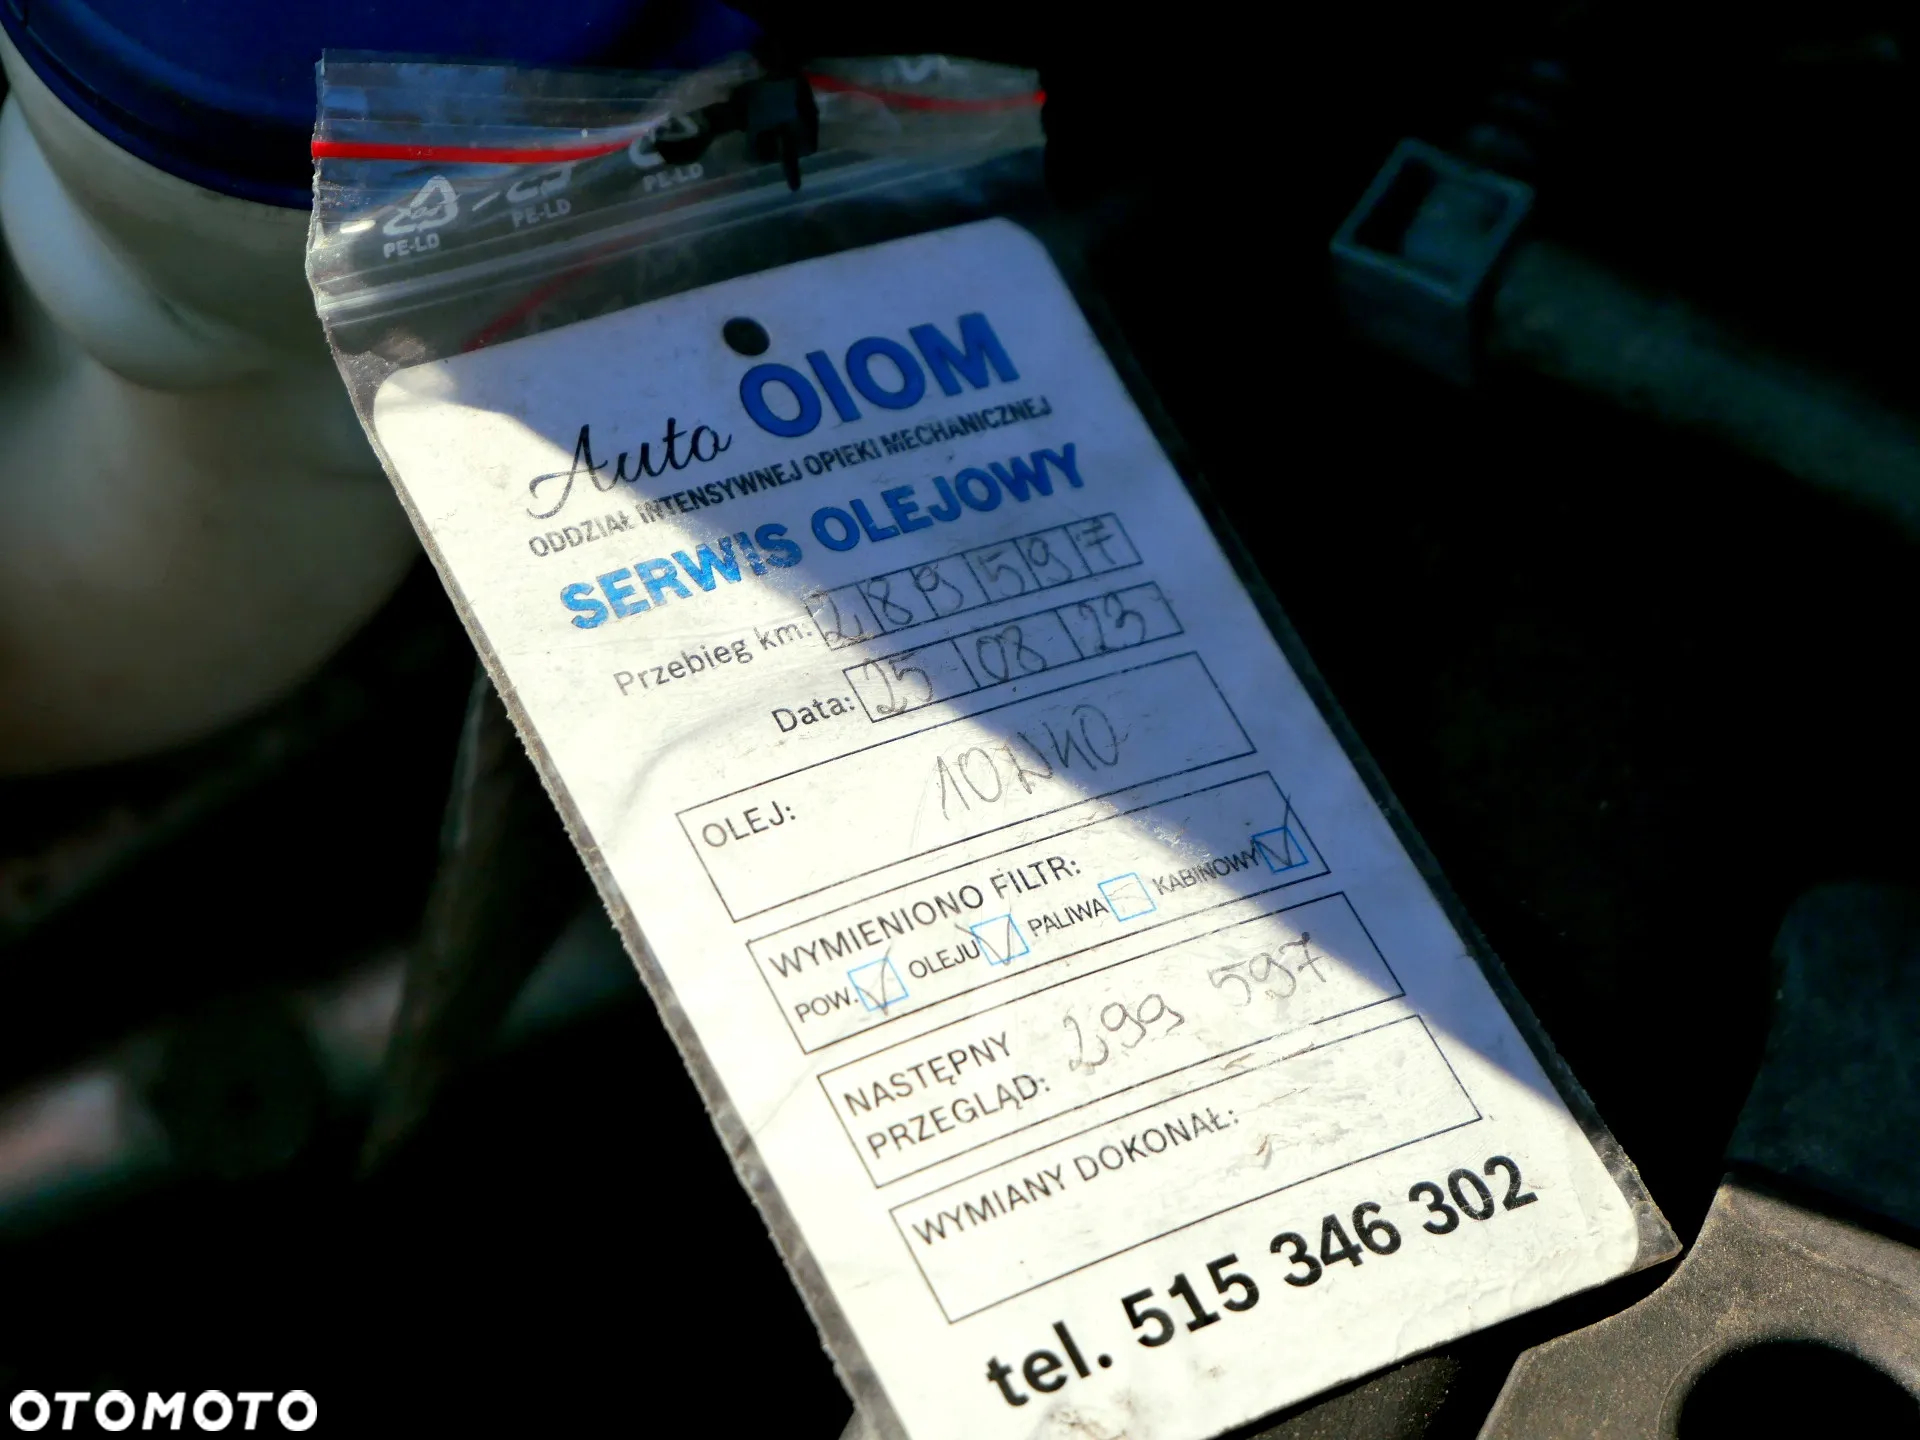 PE-LD
PE-LD
PE-LD
Auto OIOM
ODDZIAŁ INTENSYWNEJ OPIEKI MECHANICZNEJ
SERWIS OLEJOWY
Przebieg km: 289597
Data: 25 08 23
OLEJ: 10W40
WYMIENIONO FILTR:
POW. OLEJU PALIWA KABINOWY
NASTĘPNY
PRZEGLĄD: 299 597
WYMIANY DOKONAŁ:
tel. 515 346 302
OTOMOTO